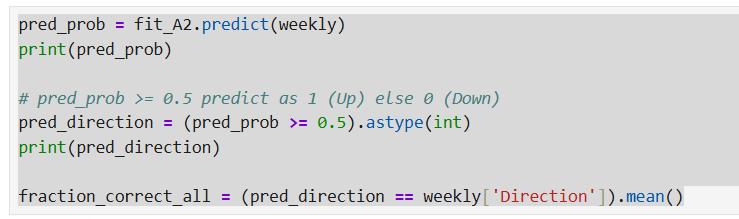 pred_prob = fit_A2.predict(weekly)
print(pred_prob)
# pred_prob >= 0.5 predict as 1 (Up) else 0 (Down)
pred_direction = (pred_prob >= 0.5).astype(int)
print(pred_direction)
fraction_correct_all = (pred_direction == weekly['Direction']).mean()